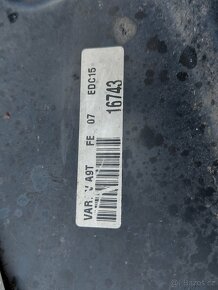 VAR. V A9T
FE 07 EDC15
16743